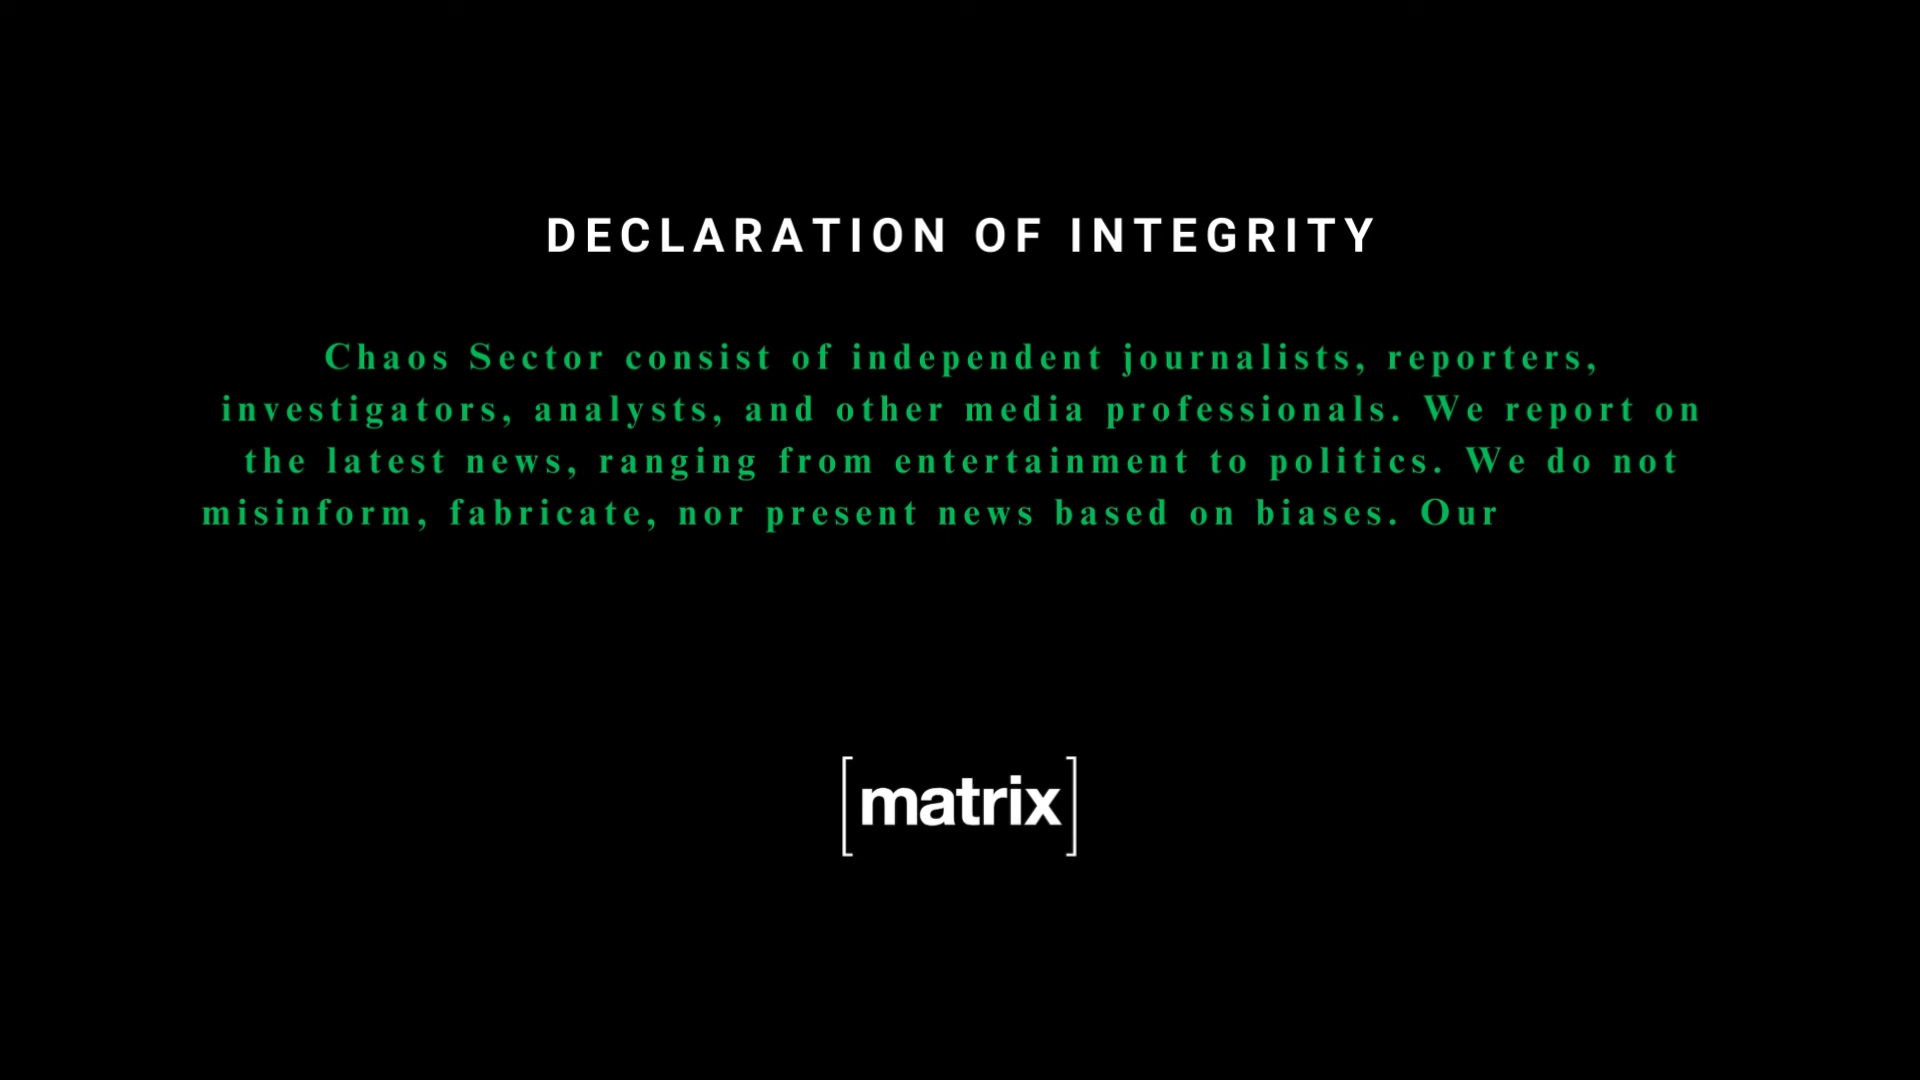 DECLARATION OF INTEGRITY
Chaos Sector consist of independent journalists, reporters,
investigators, analysts, and other media professionals. We report on
the latest news, ranging from entertainment to politics. We do not
misinform, fabricate, nor present news based on biases. Our
[matrix]